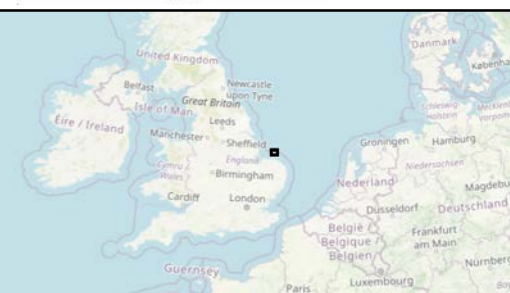 United Kingdom
Danmark
København
Belfast
Newcastle
upon Tyne
Great Britain
Isle of Man
Leeds
Éire / Ireland
Schleswig-
Holstein
Manchester
Sheffield
Groningen
Hamburg
Cymru /
Wales
England
Niedersachsen
Birmingham
Nederland
Magdebu
Cardiff
London
Düsseldorf
Deutschland
België /
Belgique /
Belgien
Frankfurt
am Main
Guernsey
Nürnberg
Luxembourg
Paris